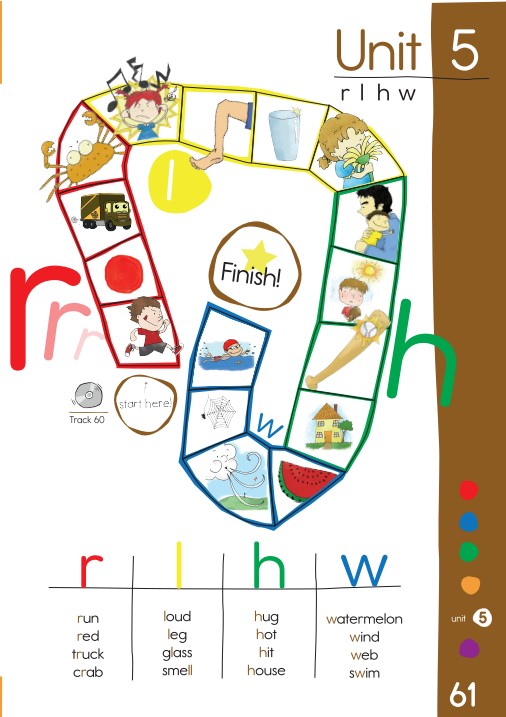 Unit 5
r l h w
l
r
r
r
Finish!
h
start here!
Track 60
w
r l h w
run loud hug watermelon
red leg hot wind
truck glass hit web
crab smell house swim
unit 5
61